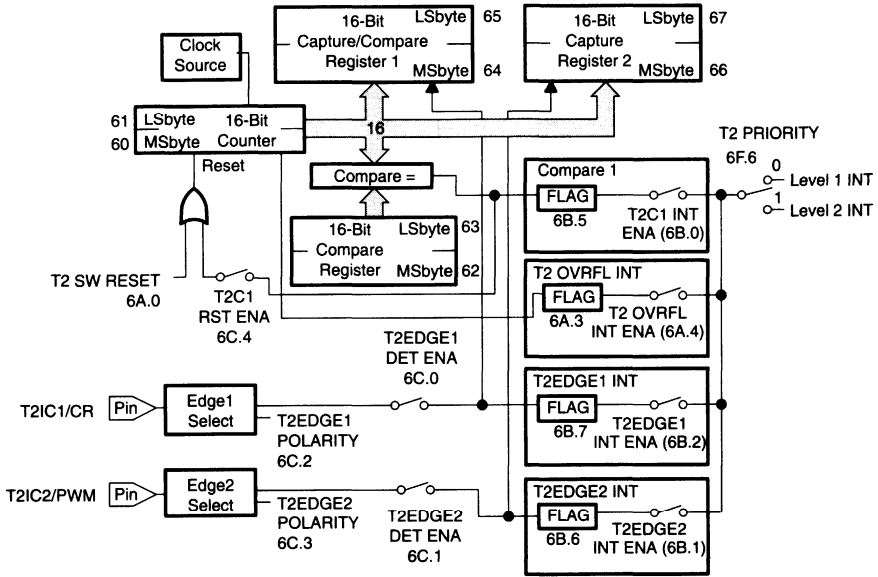 Clock
Source
16-Bit
Capture/Compare
Register 1
LSbyte
65
MSbyte
64
16-Bit
Capture
Register 2
LSbyte
67
MSbyte
66
61
LSbyte
60
MSbyte
16-Bit
Counter
16
Reset
Compare =
16-Bit
Compare
Register
LSbyte
63
MSbyte
62
T2 SW RESET
6A.0
T2C1
RST ENA
6C.4
Compare 1
FLAG
6B.5
T2C1 INT
ENA (6B.0)
T2 PRIORITY
6F.6
0
Level 1 INT
1
Level 2 INT
T2 OVRFL INT
FLAG
6A.3
T2 OVRFL
INT ENA (6A.4)
T2EDGE1
DET ENA
6C.0
T2IC1/CR
Pin
Edge1
Select
T2EDGE1
POLARITY
6C.2
T2EDGE1 INT
FLAG
6B.7
T2EDGE1
INT ENA (6B.2)
T2IC2/PWM
Pin
Edge2
Select
T2EDGE2
POLARITY
6C.3
T2EDGE2
DET ENA
6C.1
T2EDGE2 INT
FLAG
6B.6
T2EDGE2
INT ENA (6B.1)